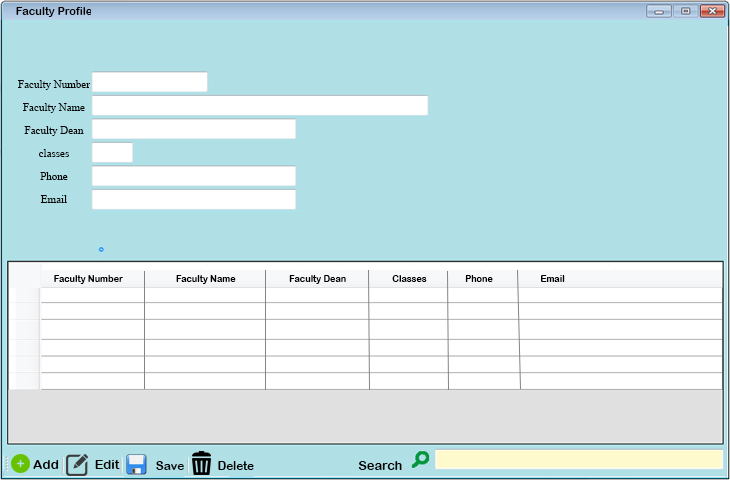 Faculty Profile
Faculty Number
Faculty Name
Faculty Dean
classes
Phone
Email
Faculty Number Faculty Name Faculty Dean Classes Phone Email
Add Edit Save Delete Search